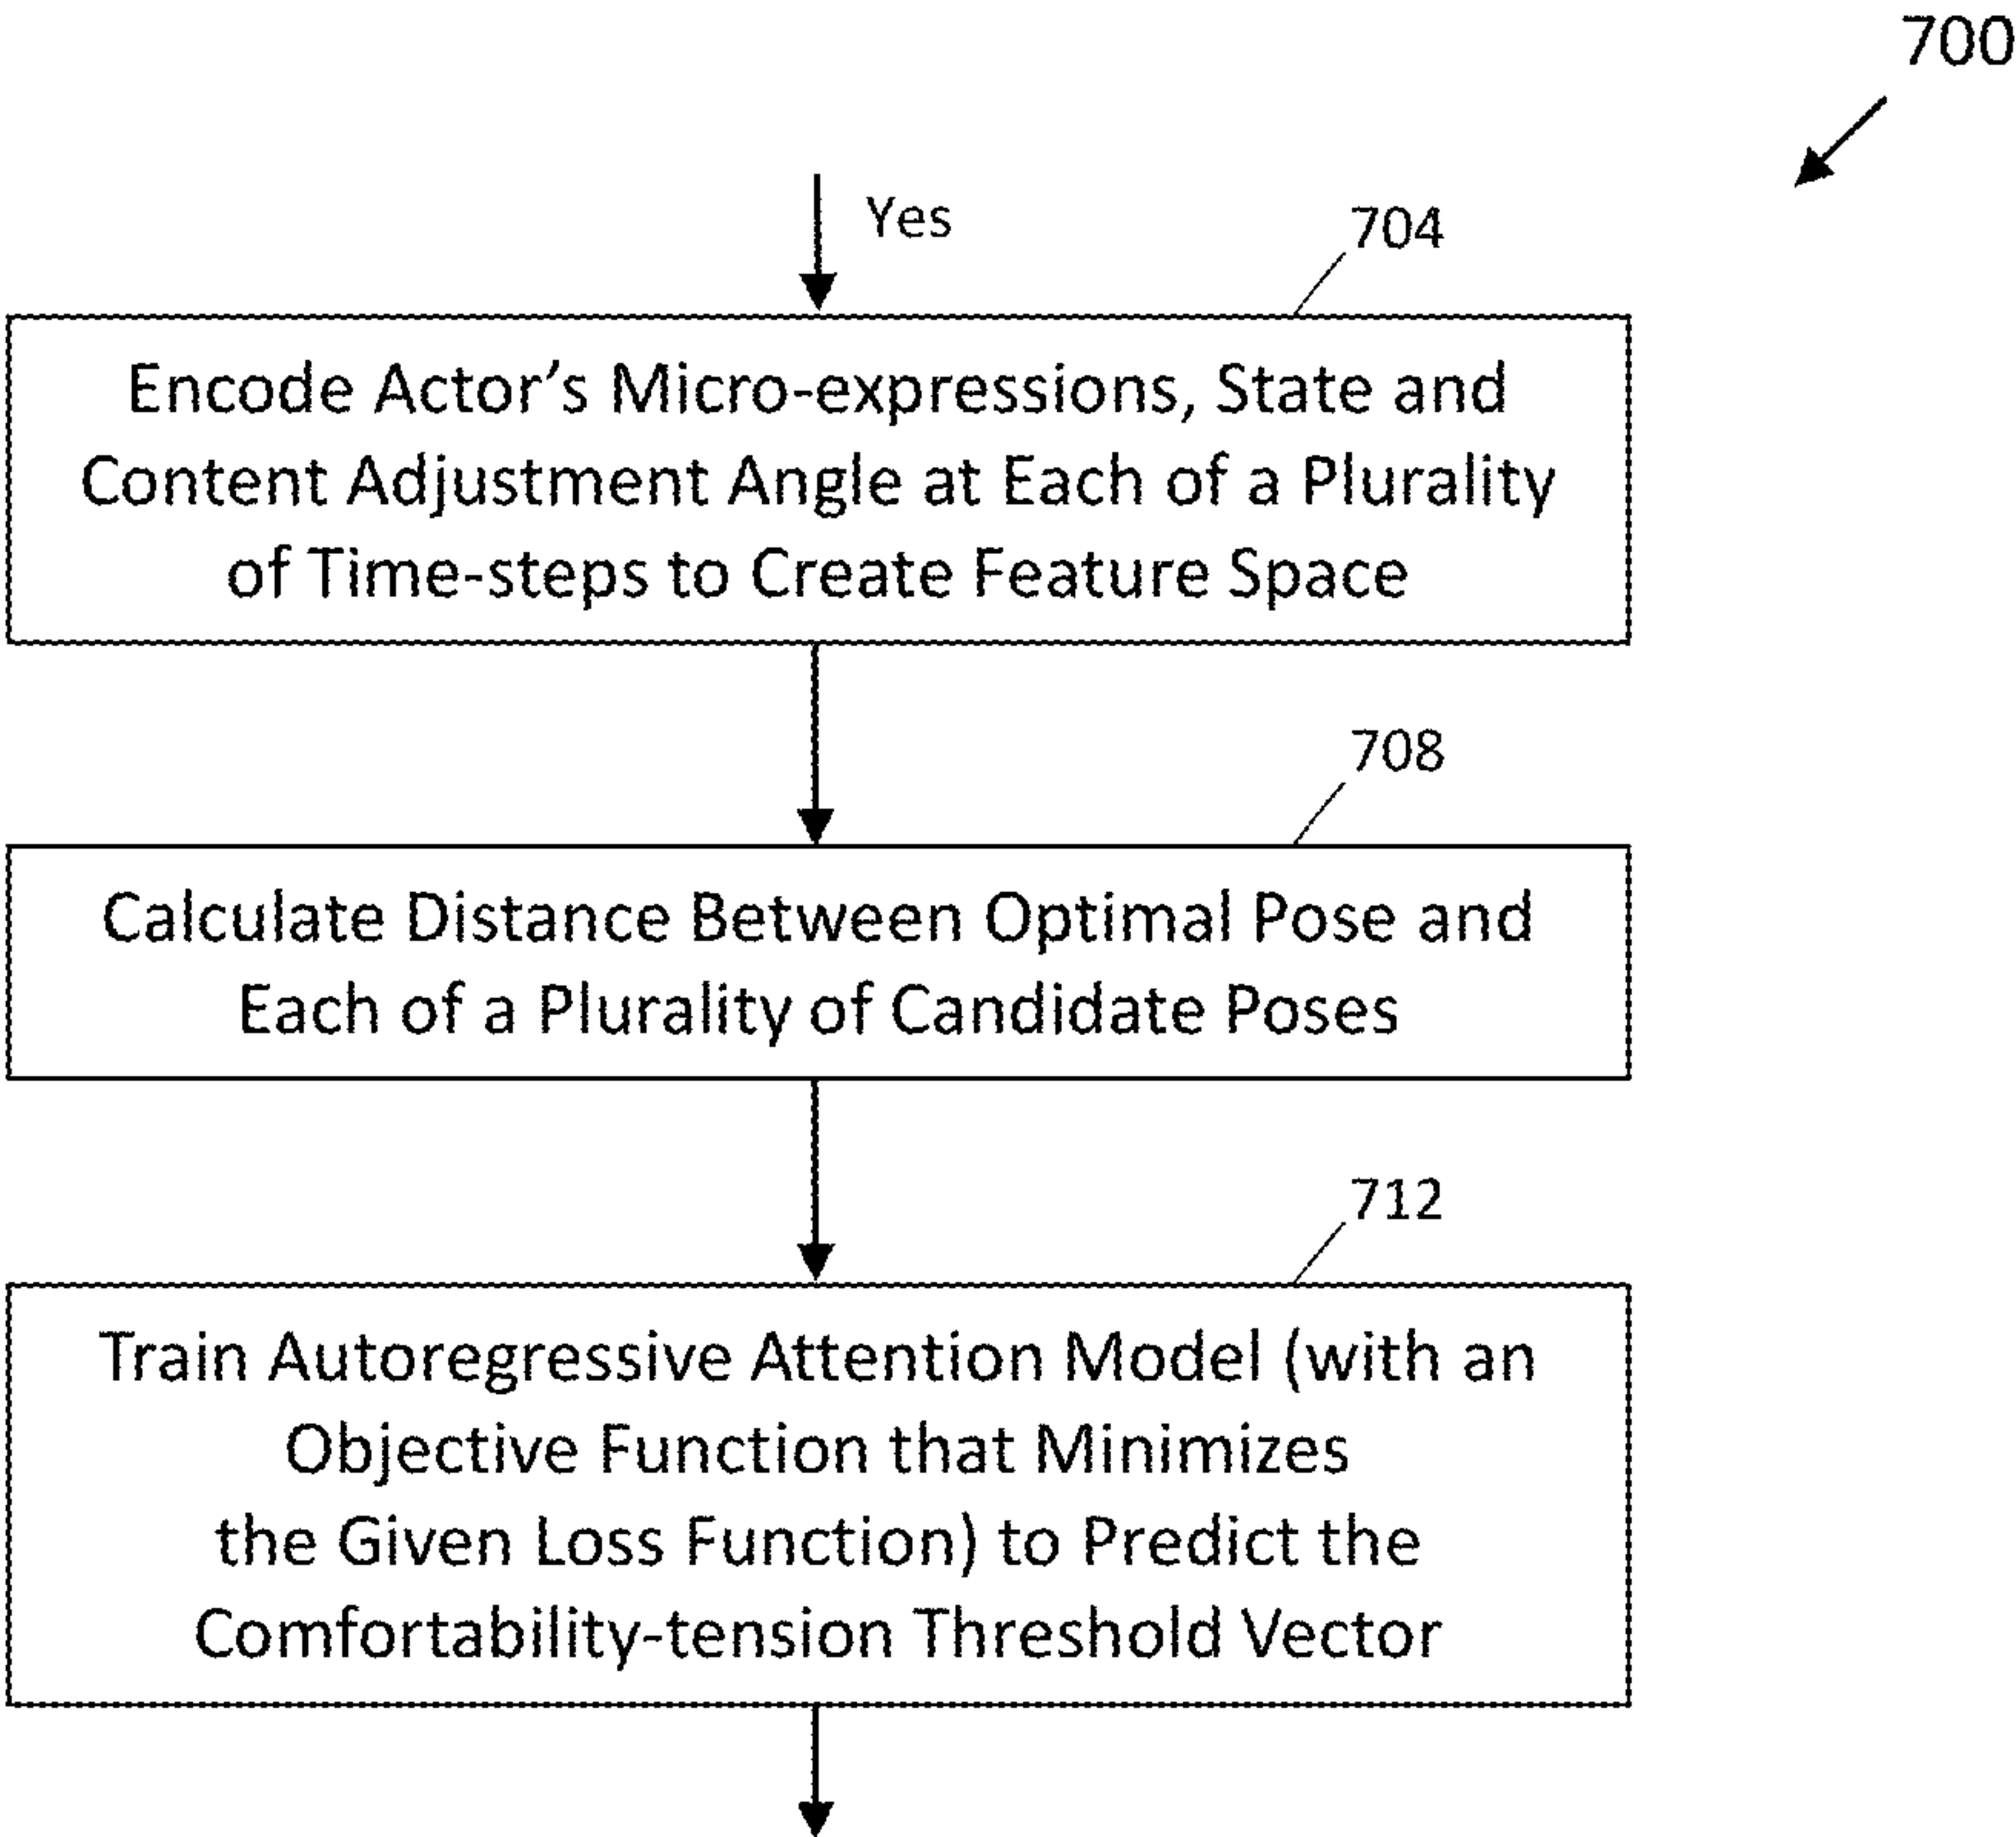 700
Yes
704
Encode Actor’s Micro-expressions, State and
Content Adjustment Angle at Each of a Plurality
of Time-steps to Create Feature Space
708
Calculate Distance Between Optimal Pose and
Each of a Plurality of Candidate Poses
712
Train Autoregressive Attention Model (with an
Objective Function that Minimizes
the Given Loss Function) to Predict the
Comfortability-tension Threshold Vector